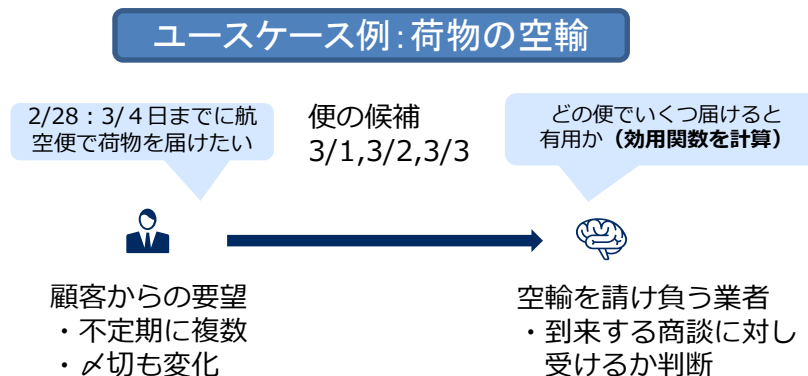 ユースケース例：荷物の空輸
2/28：3/４日までに航
空便で荷物を届けたい
便の候補
3/1,3/2,3/3
どの便でいくつ届けると
有用か（効用関数を計算）
顧客からの要望
・不定期に複数
・〆切も変化
空輸を請け負う業者
・到来する商談に対し
受けるか判断